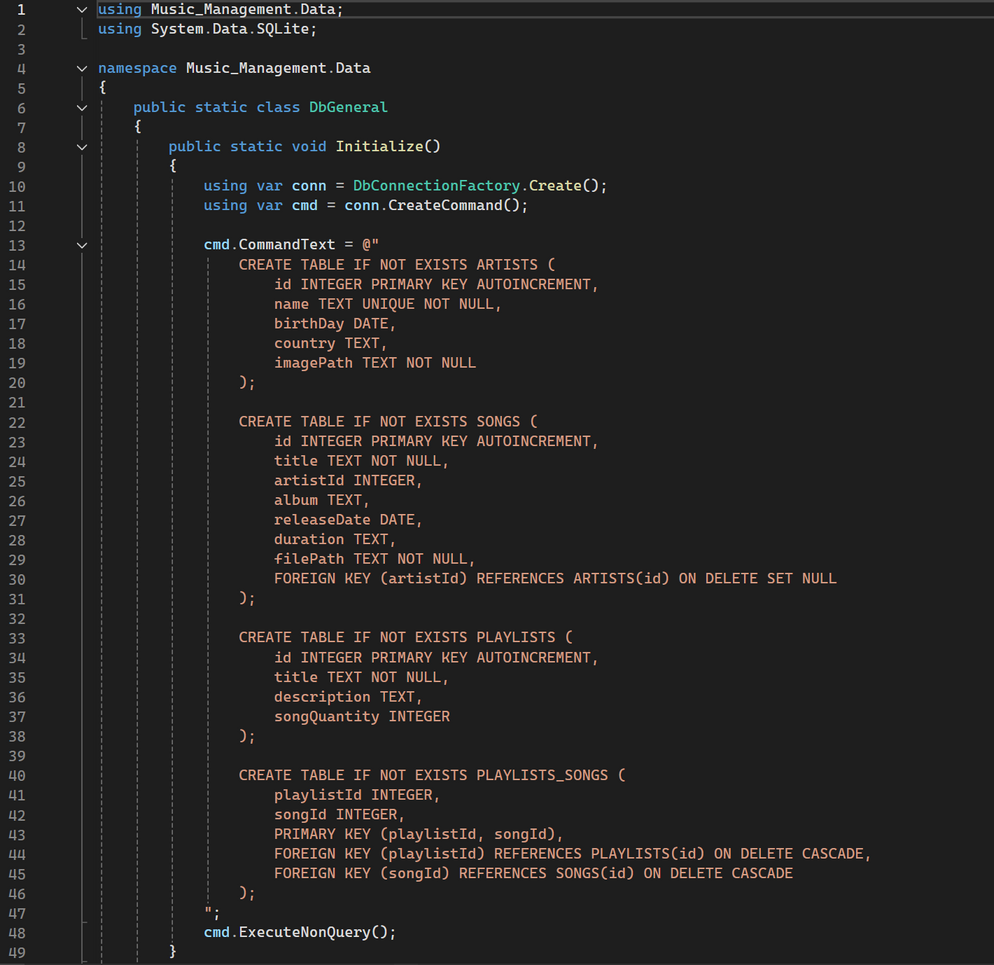 1 using Music_Management.Data;
2 using System.Data.SQLite;
3
4 namespace Music_Management.Data
5 {
6 public static class DbGeneral
7 {
8 public static void Initialize()
9 {
10 using var conn = DbConnectionFactory.Create();
11 using var cmd = conn.CreateCommand();
12
13 cmd.CommandText = @"
14 CREATE TABLE IF NOT EXISTS ARTISTS (
15 id INTEGER PRIMARY KEY AUTOINCREMENT,
16 name TEXT UNIQUE NOT NULL,
17 birthDay DATE,
18 country TEXT,
19 imagePath TEXT NOT NULL
20 );
21
22 CREATE TABLE IF NOT EXISTS SONGS (
23 id INTEGER PRIMARY KEY AUTOINCREMENT,
24 title TEXT NOT NULL,
25 artistId INTEGER,
26 album TEXT,
27 releaseDate DATE,
28 duration TEXT,
29 filePath TEXT NOT NULL,
30 FOREIGN KEY (artistId) REFERENCES ARTISTS(id) ON DELETE SET NULL
31 );
32
33 CREATE TABLE IF NOT EXISTS PLAYLISTS (
34 id INTEGER PRIMARY KEY AUTOINCREMENT,
35 title TEXT NOT NULL,
36 description TEXT,
37 songQuantity INTEGER
38 );
39
40 CREATE TABLE IF NOT EXISTS PLAYLISTS_SONGS (
41 playlistId INTEGER,
42 songId INTEGER,
43 PRIMARY KEY (playlistId, songId),
44 FOREIGN KEY (playlistId) REFERENCES PLAYLISTS(id) ON DELETE CASCADE,
45 FOREIGN KEY (songId) REFERENCES SONGS(id) ON DELETE CASCADE
46 );
47 ";
48 cmd.ExecuteNonQuery();
49 }